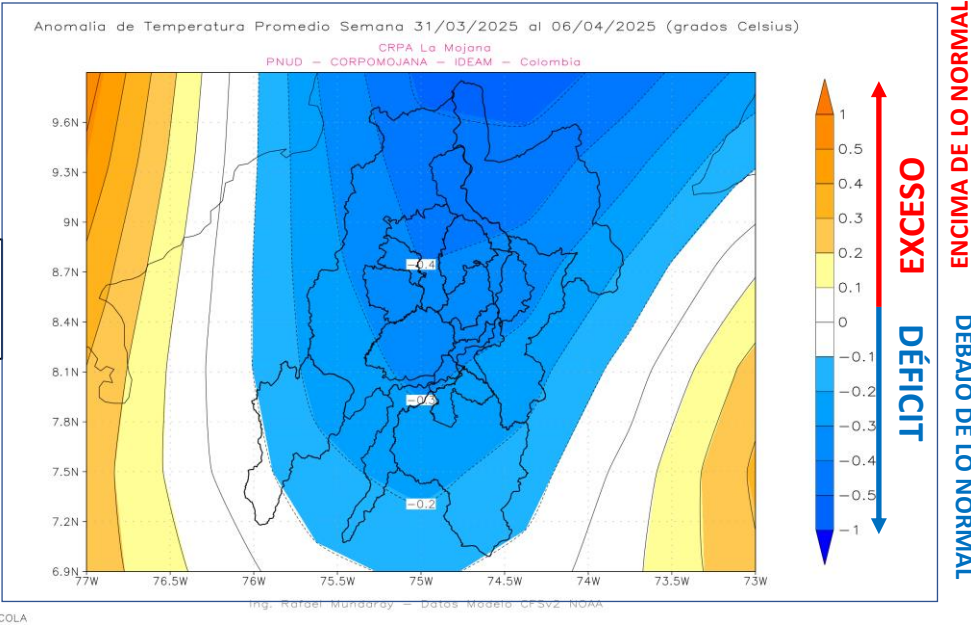 Anomalia de Temperatura Promedio Semana 31/03/2025 al 06/04/2025 (grados Celsius)
CRPA La Mojana
PNUD – CORPOMOJANA – IDEAM – Colombia
9.6N
9.3N
9N
8.7N
8.4N
8.1N
7.8N
7.5N
7.2N
6.9N
77W
76.5W
76W
75.5W
75W
74.5W
74W
73.5W
73W
−0.4
−0.3
−0.2
1
0.5
0.4
0.3
0.2
0.1
0
−0.1
−0.2
−0.3
−0.4
−0.5
−1
EXCESO
DÉFICIT
ENCIMA DE LO NORMAL
DEBAJO DE LO NORMAL
Ing. Rafael Mundaray – Datos Modelo CFSv2 NOAA
COLA